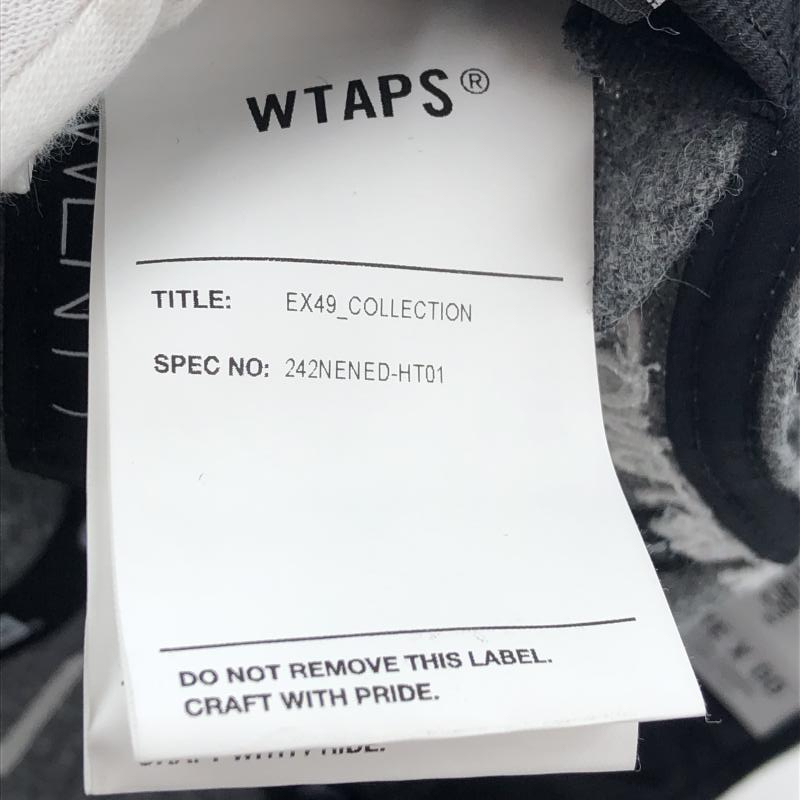 WTAPS®
TITLE: EX49_COLLECTION
SPEC NO: 242NENED-HT01
DO NOT REMOVE THIS LABEL.
CRAFT WITH PRIDE.